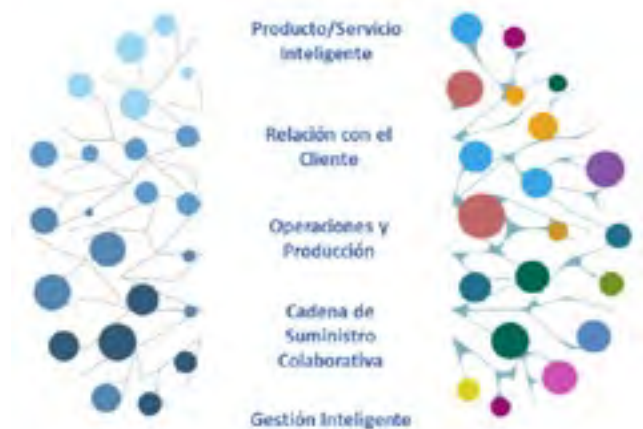 Producto/Servicio
Inteligente
Relación con el
Cliente
Operaciones y
Producción
Cadena de
Suministro
Colaborativa
Gestión Inteligente